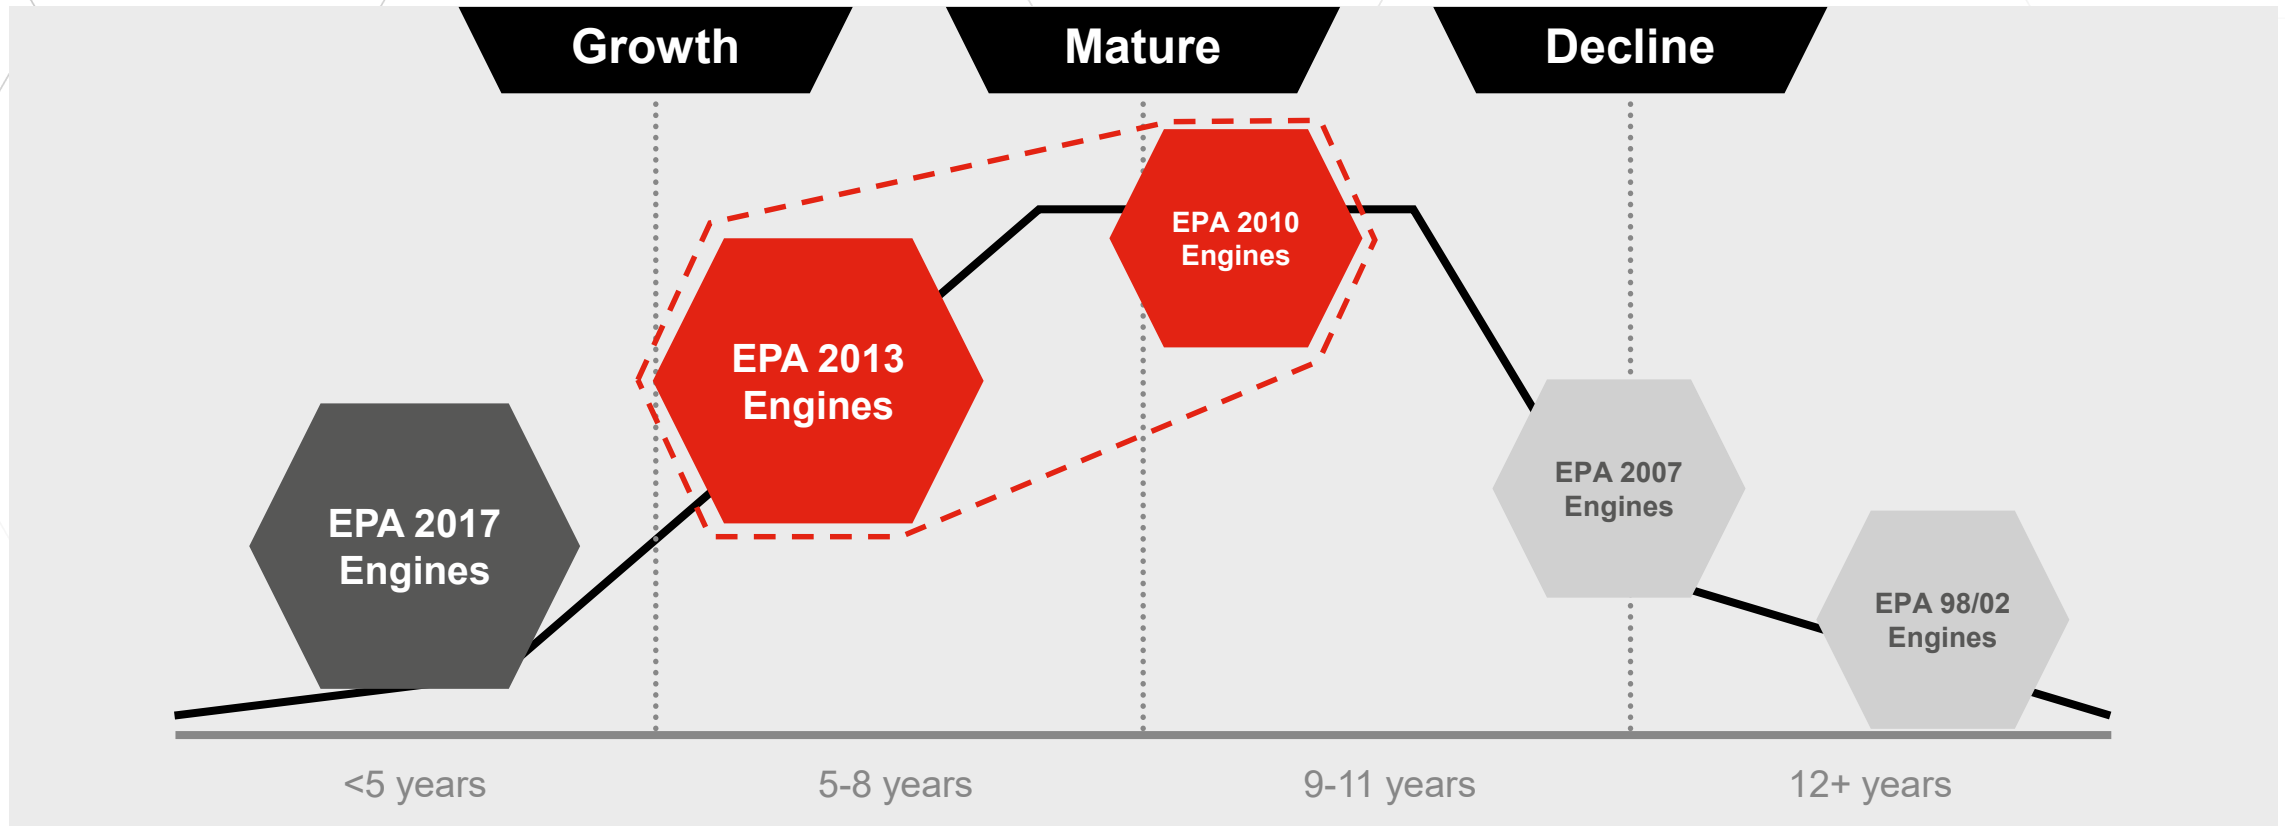 Growth
Mature
Decline
EPA 2017
Engines
EPA 2013
Engines
EPA 2010
Engines
EPA 2007
Engines
EPA 98/02
Engines
<5 years
5-8 years
9-11 years
12+ years